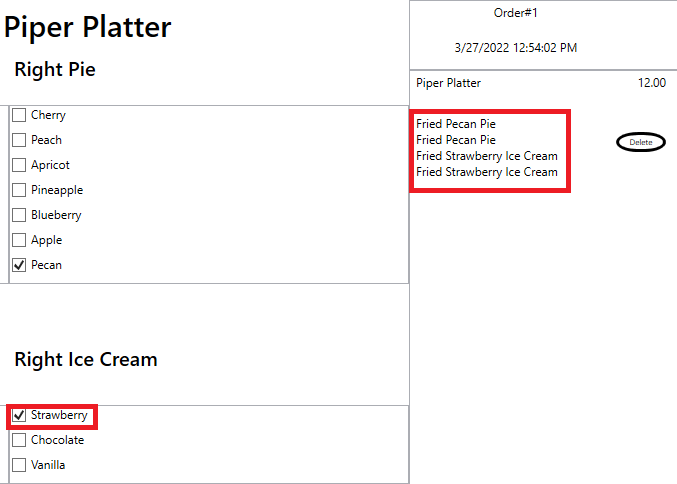 Piper Platter
Right Pie
Cherry
Peach
Apricot
Pineapple
Blueberry
Apple
Pecan
Right Ice Cream
Strawberry
Chocolate
Vanilla
Order#1
3/27/2022 12:54:02 PM
Piper Platter 12.00
Fried Pecan Pie
Fried Pecan Pie
Delete
Fried Strawberry Ice Cream
Fried Strawberry Ice Cream